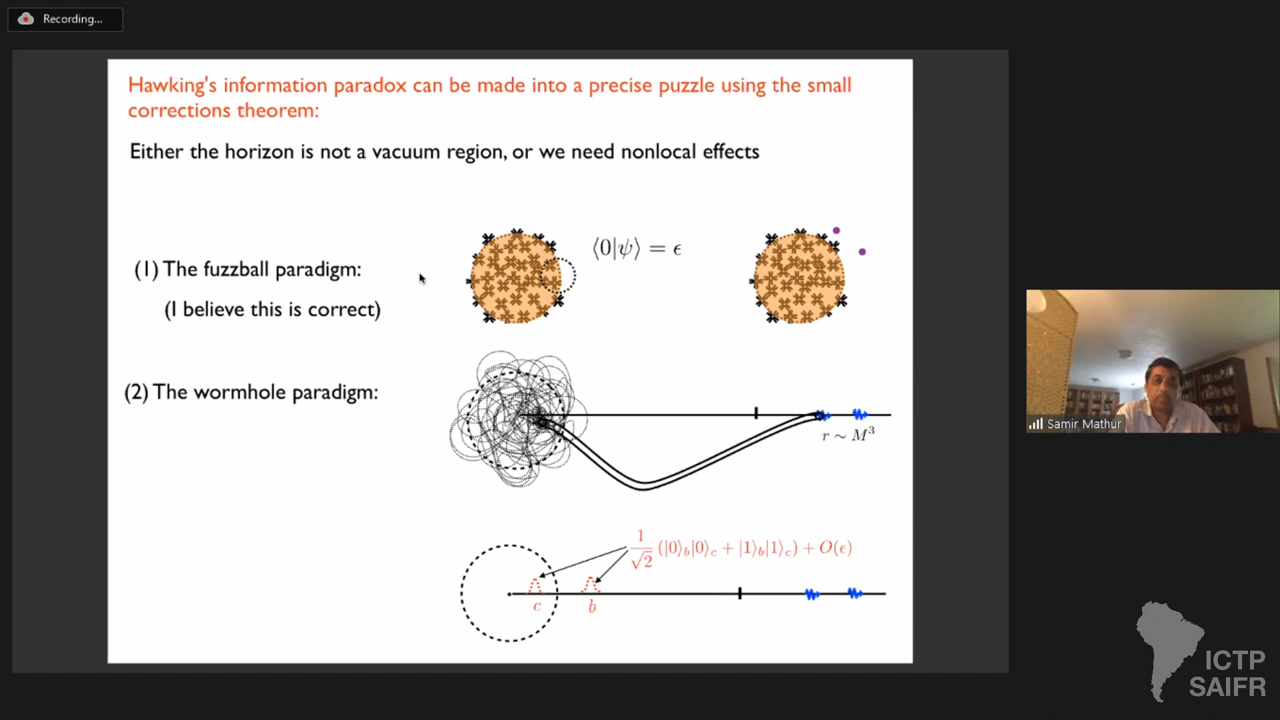 Recording...
Hawking's information paradox can be made into a precise puzzle using the small
corrections theorem:
Either the horizon is not a vacuum region, or we need nonlocal effects
⟨0|ψ⟩ = ϵ
(1) The fuzzball paradigm:
(I believe this is correct)
(2) The wormhole paradigm:
r ~ M³
1/√2 (|0⟩_b|0⟩_c + |1⟩_b|1⟩_c) + O(ϵ)
c b
Samir Mathur
ICTP
SAIFR